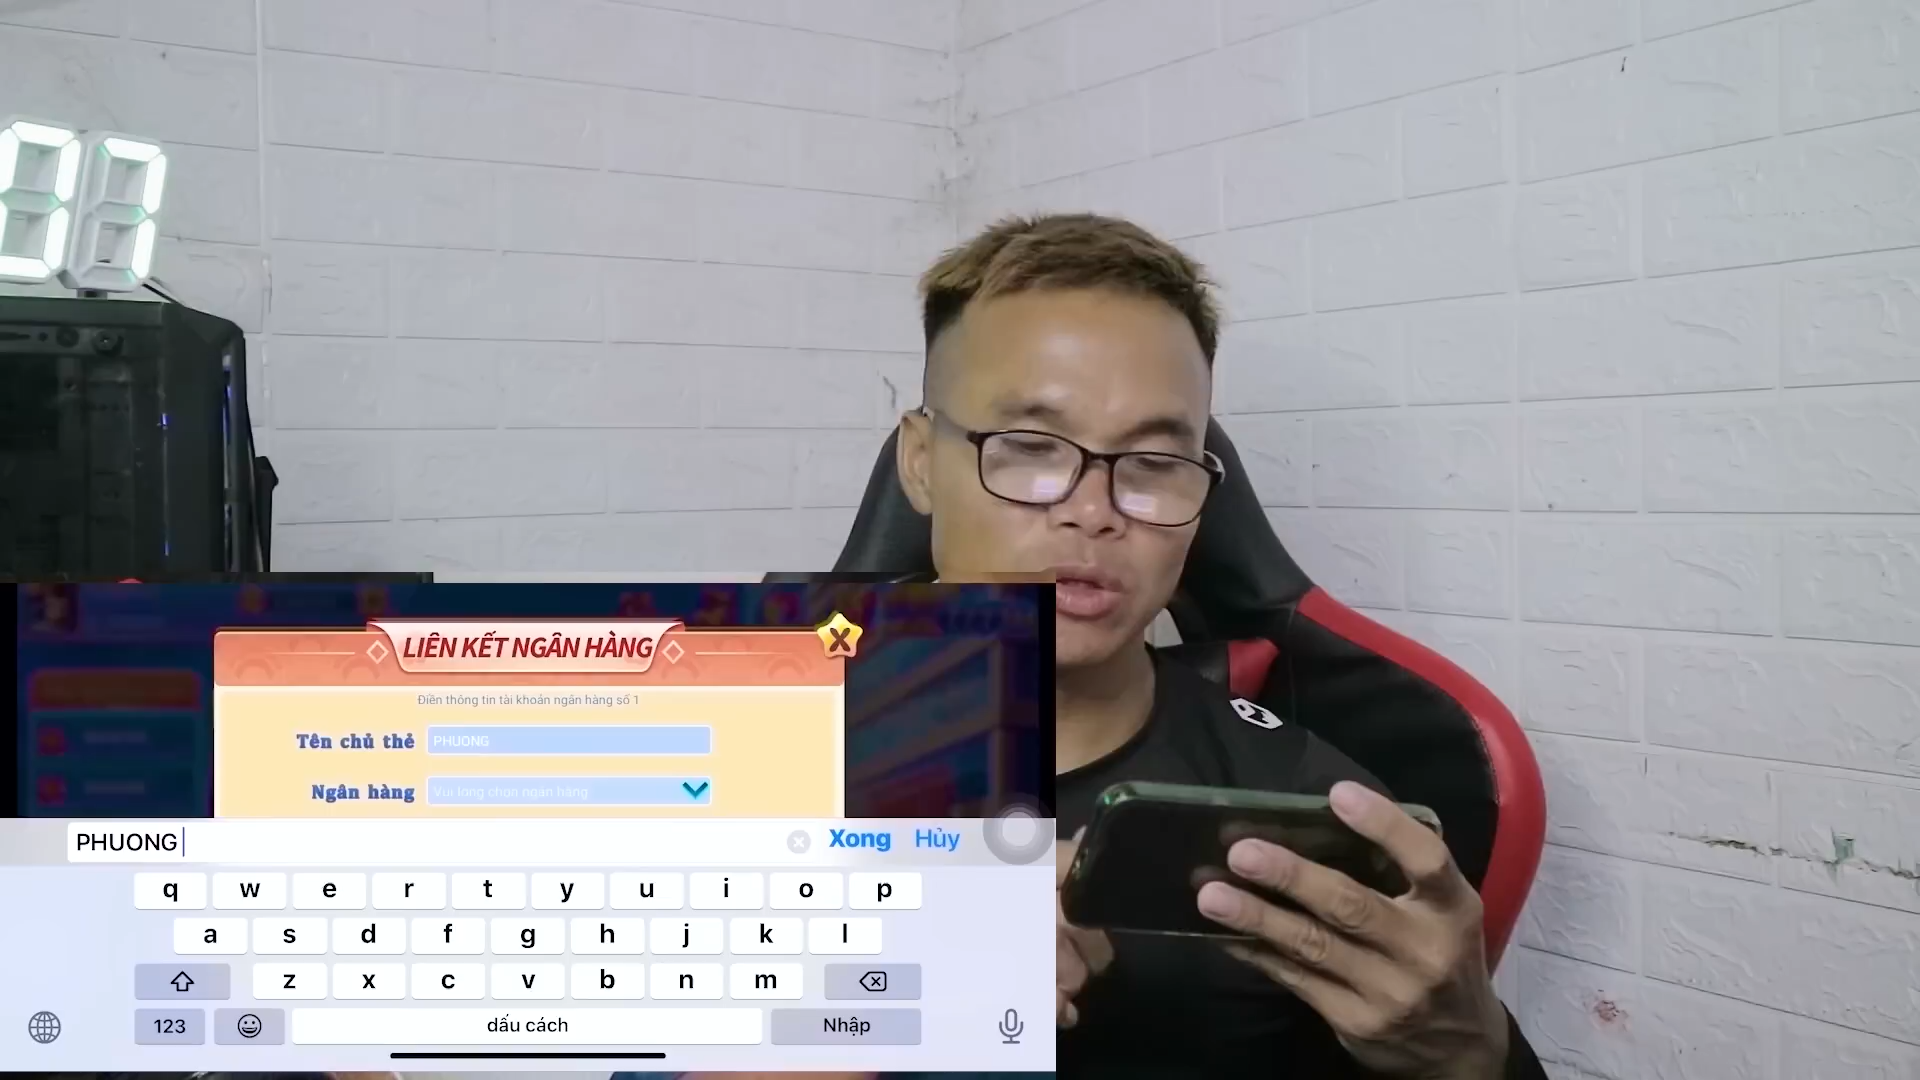 LIÊN KẾT NGÂN HÀNG
Điền thông tin tài khoản ngân hàng số 1
Tên chủ thẻ PHUONG
Ngân hàng Vui lòng chọn ngân hàng
PHUONG Xong Hủy
q w e r t y u i o p
a s d f g h j k l
z x c v b n m
123 dấu cách Nhập